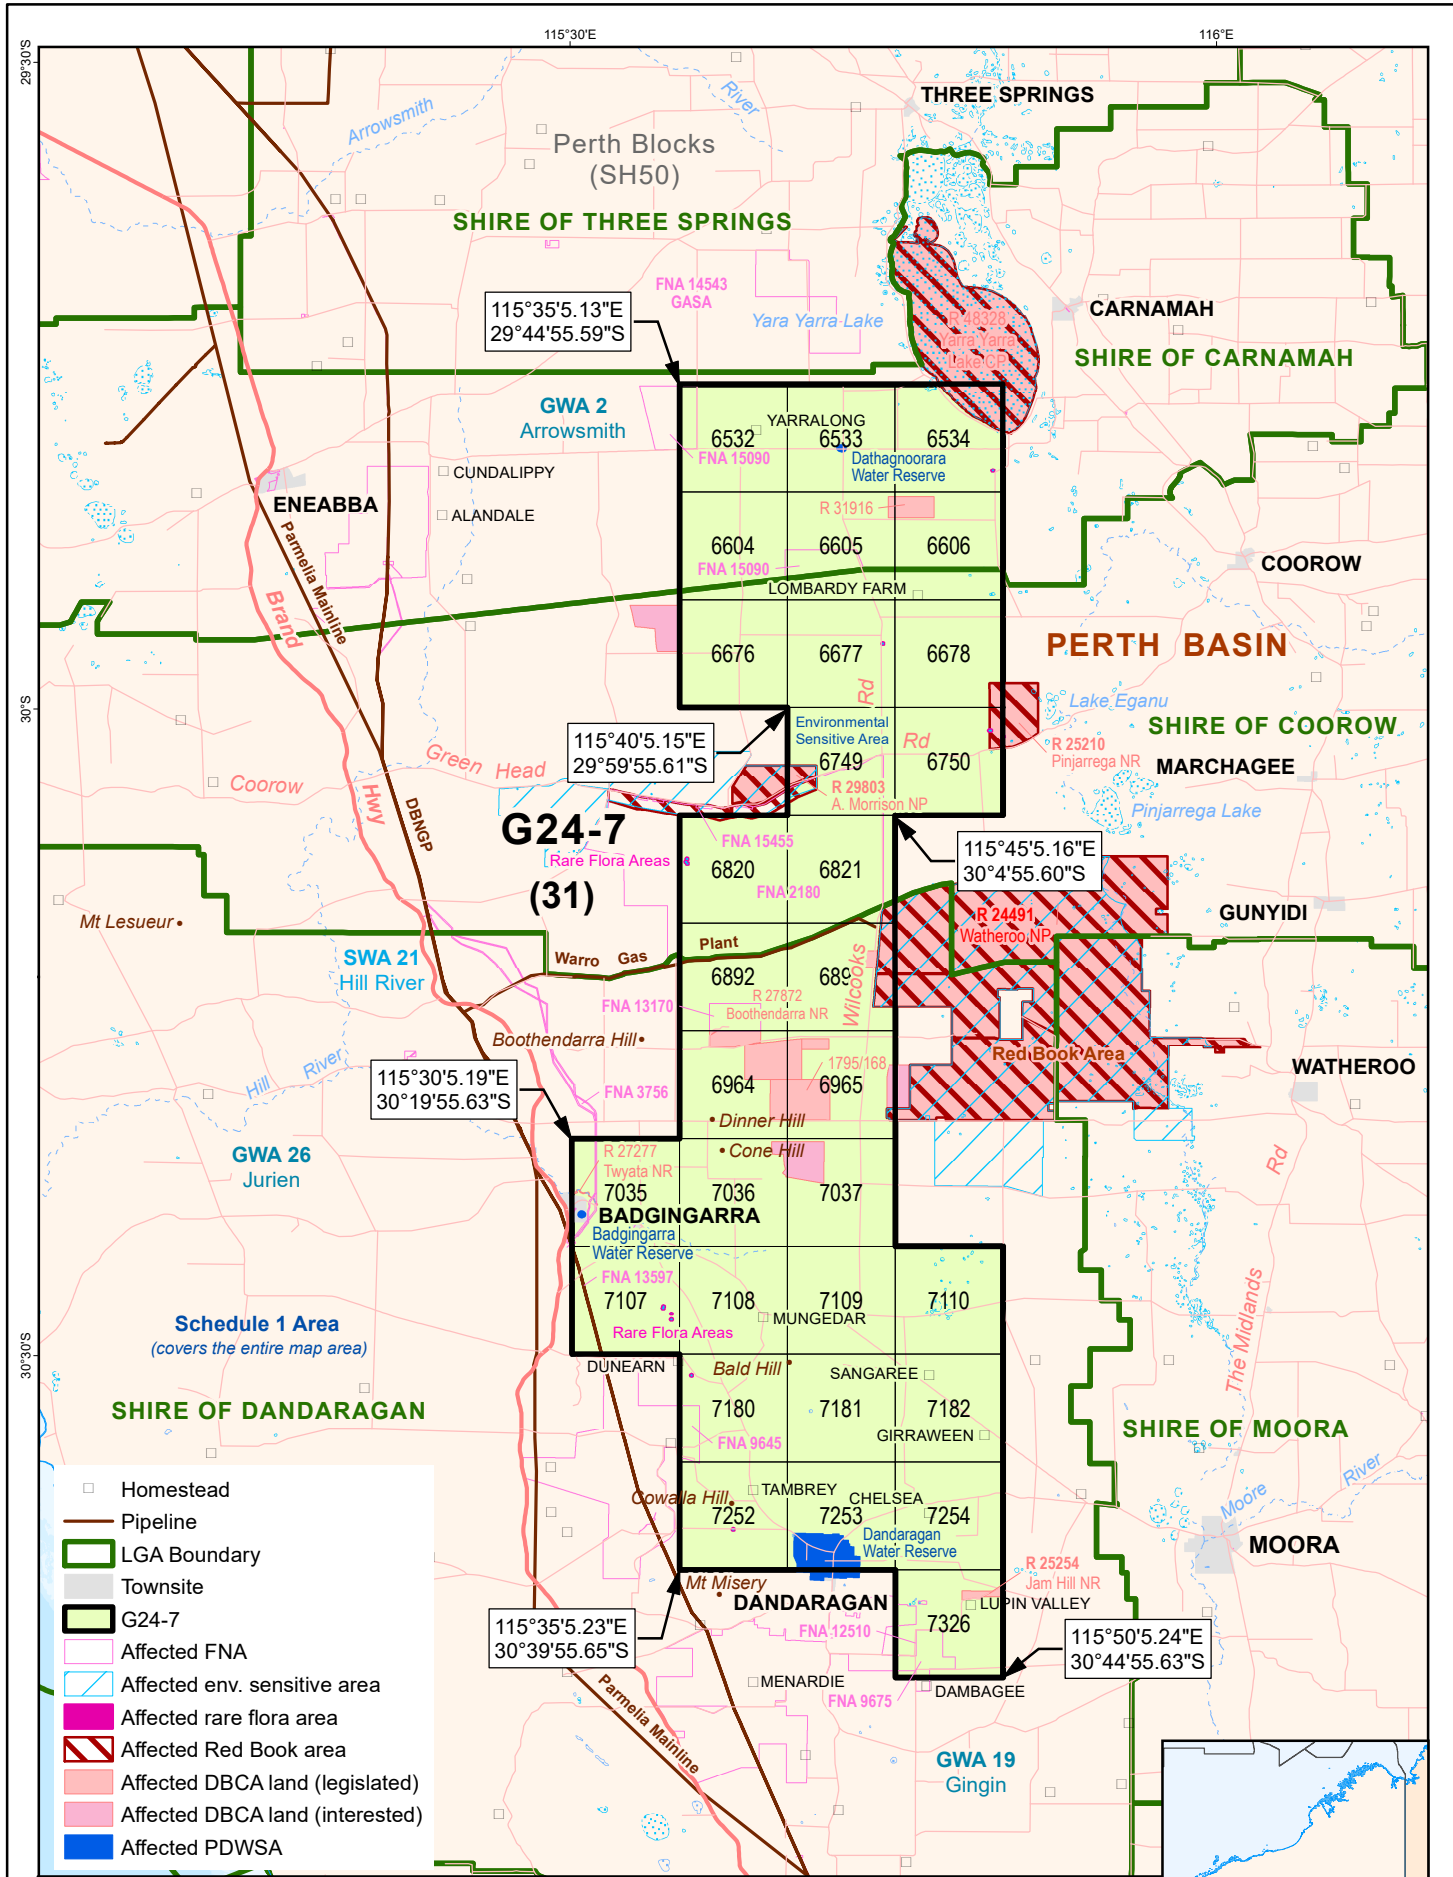 115°30'E
116°E
29°30'S
30°S
30°30'S
THREE SPRINGS
Arrowsmith
River
Perth Blocks
(SH50)
SHIRE OF THREE SPRINGS
FNA 14543
GASA
115°35'5.13"E
29°44'55.59"S
Yara Yarra Lake
R 48328
Yarra Yarra
Lake CP
CARNAMAH
SHIRE OF CARNAMAH
GWA 2
Arrowsmith
YARRALONG
6532
6533
6534
FNA 15090
Dathagnoorara
Water Reserve
CUNDALIPPY
ENEABBA
ALANDALE
R 31916
Parmelia Mainline
6604
6605
6606
FNA 15090
COOROW
LOMBARDY FARM
Brand
PERTH BASIN
6676
6677
6678
Rd
Lake Eganu
SHIRE OF COOROW
115°40'5.15"E
29°59'55.61"S
Environmental
Sensitive Area
Rd
6749
6750
R 25210
Pinjarrega NR
MARCHAGEE
Green Head
Coorow
Hwy
DBNGP
R 29803
A. Morrison NP
Pinjarrega Lake
G24-7
(31)
FNA 15455
Rare Flora Areas
6820
6821
FNA 2180
115°45'5.16"E
30°4'55.60"S
R 24491
Watheroo NP
GUNYIDI
Mt Lesueur
Warro Gas Plant
SWA 21
Hill River
6892
689
Wilcooks
FNA 13170
R 27872
Boothendarra NR
Boothendarra Hill
Red Book Area
WATHEROO
115°30'5.19"E
30°19'55.63"S
Hill River
FNA 3756
1795/168
6964
6965
Dinner Hill
Cone Hill
GWA 26
Jurien
R 27277
Twyata NR
7035
7036
7037
Rd
BADGINGARRA
Badgingarra
Water Reserve
FNA 13597
7107
7108
7109
7110
MUNGEDAR
Rare Flora Areas
Schedule 1 Area
(covers the entire map area)
DUNEARN
Bald Hill
SANGAREE
The Midlands
SHIRE OF DANDARAGAN
7180
7181
7182
GIRRAWEEN
SHIRE OF MOORA
FNA 9645
Cowalla Hill
TAMBREY
CHELSEA
7252
7253
7254
Dandaragan
Water Reserve
Moore
River
MOORA
R 25254
Jam Hill NR
Mt Misery
DANDARAGAN
LUPIN VALLEY
7326
FNA 12510
115°35'5.23"E
30°39'55.65"S
115°50'5.24"E
30°44'55.63"S
MENARDIE
FNA 9675
DAMBAGEE
Parmelia Mainline
GWA 19
Gingin
Homestead
Pipeline
LGA Boundary
Townsite
G24-7
Affected FNA
Affected env. sensitive area
Affected rare flora area
Affected Red Book area
Affected DBCA land (legislated)
Affected DBCA land (interested)
Affected PDWSA